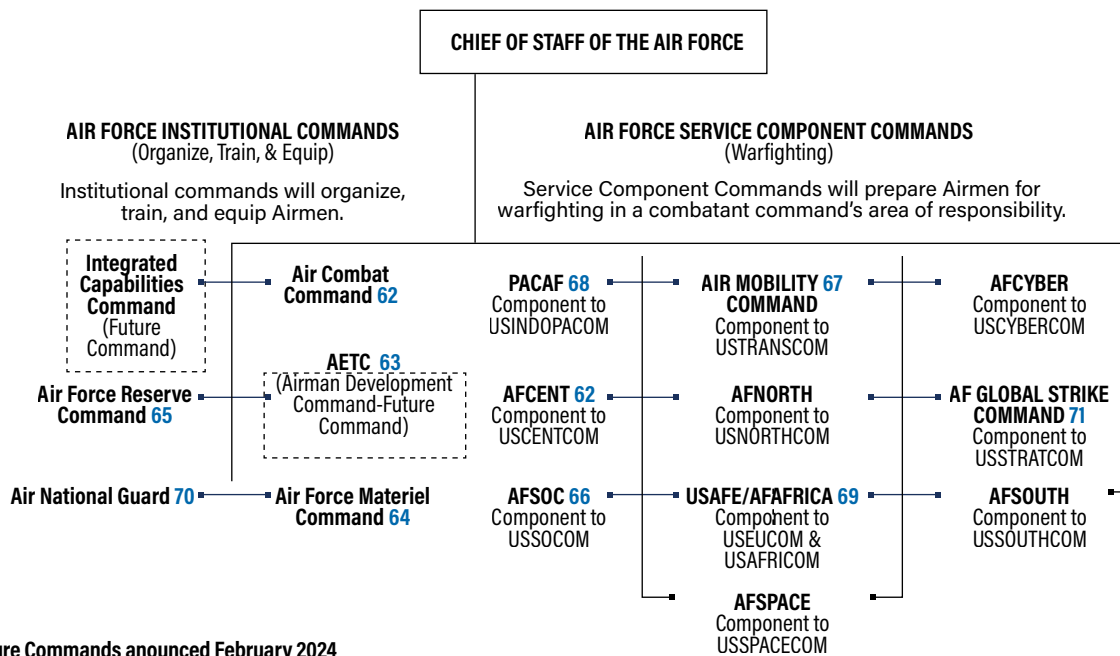 CHIEF OF STAFF OF THE AIR FORCE
AIR FORCE INSTITUTIONAL COMMANDS
(Organize, Train, & Equip)
Institutional commands will organize,
train, and equip Airmen.
AIR FORCE SERVICE COMPONENT COMMANDS
(Warfighting)
Service Component Commands will prepare Airmen for
warfighting in a combatant command's area of responsibility.
Integrated
Capabilities
Command
(Future
Command)
Air Combat
Command 62
PACAF 68
Component to
USINDOPACOM
AIR MOBILITY 67
COMMAND
Component to
USTRANSCOM
AFCYBER
Component to
USCYBERCOM
Air Force Reserve
Command 65
AETC 63
(Airman Development
Command-Future
Command)
AFCENT 62
Component to
USCENTCOM
AFNORTH
Component to
USNORTHCOM
AF GLOBAL STRIKE
COMMAND 71
Component to
USSTRATCOM
Air National Guard 70
Air Force Materiel
Command 64
AFSOC 66
Component to
USSOCOM
USAFE/AFAFRICA 69
Component to
USEUCOM &
USAFRICOM
AFSOUTH
Component to
USSOUTHCOM
AFSPACE
Component to
USSPACECOM
Commands anounced February 2024